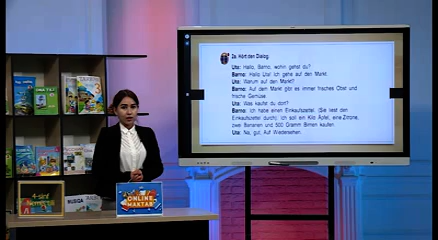 2a. Hört den Dialog.
Uta: Hallo, Barno, wohin gehst du?
Barno: Hallo Uta! Ich gehe auf den Markt.
Uta: Warum auf den Markt?
Barno: Auf dem Markt gibt es immer frisches Obst und
frische Gemüse.
Uta: Was kaufst du dort?
Barno: Ich habe einen Einkaufszettel. (Sie liest den
Einkaufszettel durch). Ich soll ein Kilo Äpfel, eine Zitrone,
zwei Bananen und 500 Gramm Birnen kaufen.
Uta: Na, gut. Auf Wiedersehen.
4-sinf
MUSIQA
ONLINE
MAKTAB